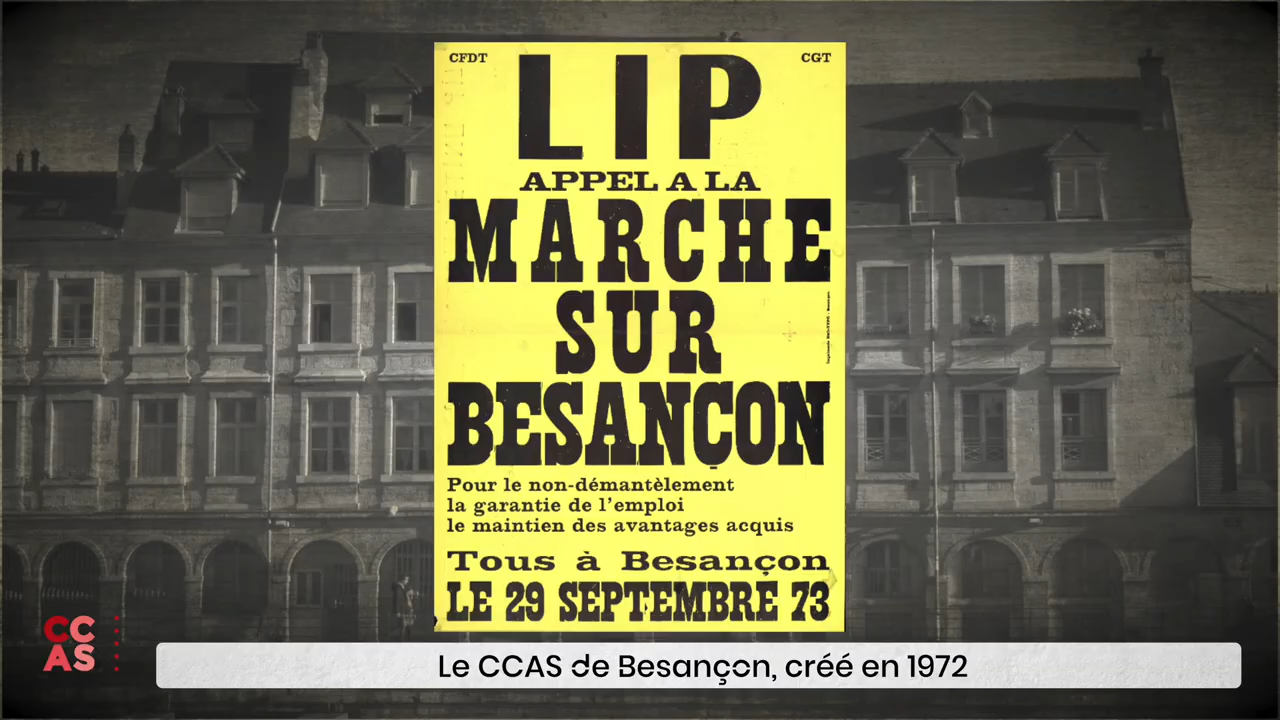 CFDT
CGT
LIP
APPEL A LA
MARCHE
SUR
BESANÇON
Pour le non-démantèlement
la garantie de l'emploi
le maintien des avantages acquis
Tous à Besançon
LE 29 SEPTEMBRE 73
CC
AS
Le CCAS de Besançon, créé en 1972